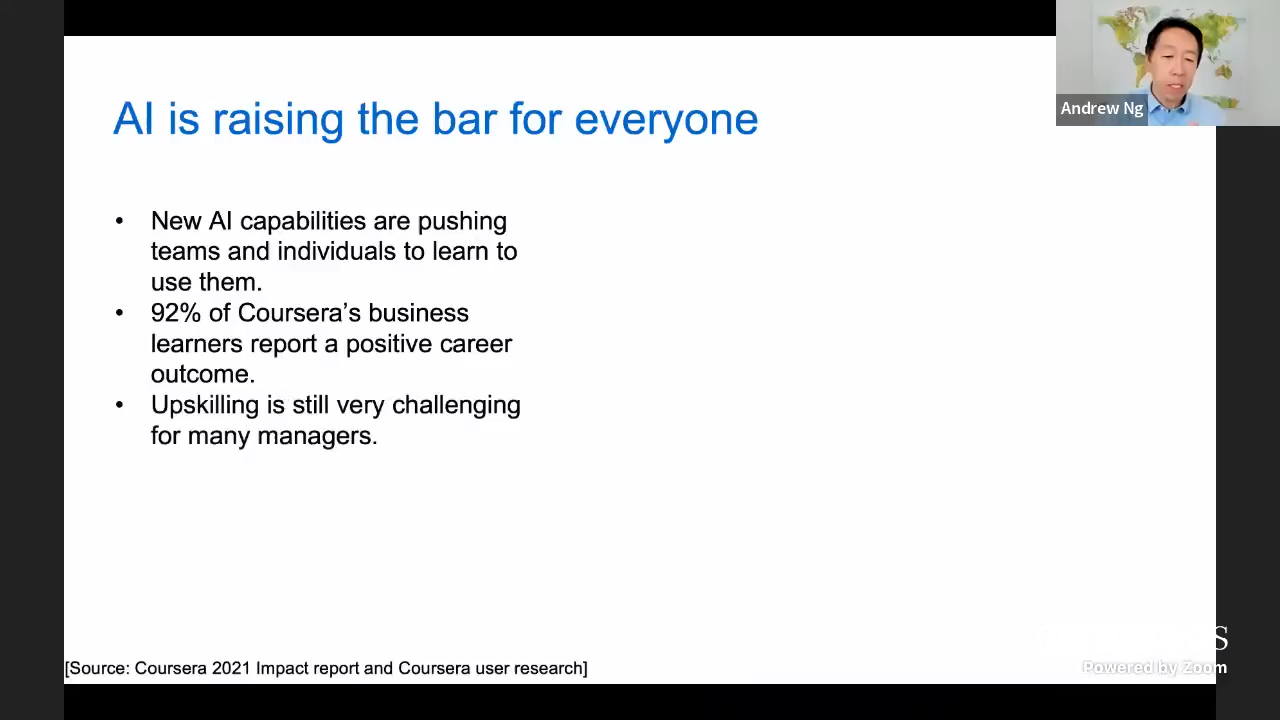 Andrew Ng
AI is raising the bar for everyone
• New AI capabilities are pushing
teams and individuals to learn to
use them.
• 92% of Coursera’s business
learners report a positive career
outcome.
• Upskilling is still very challenging
for many managers.
[Source: Coursera 2021 Impact report and Coursera user research]
S
Powered by Zoom